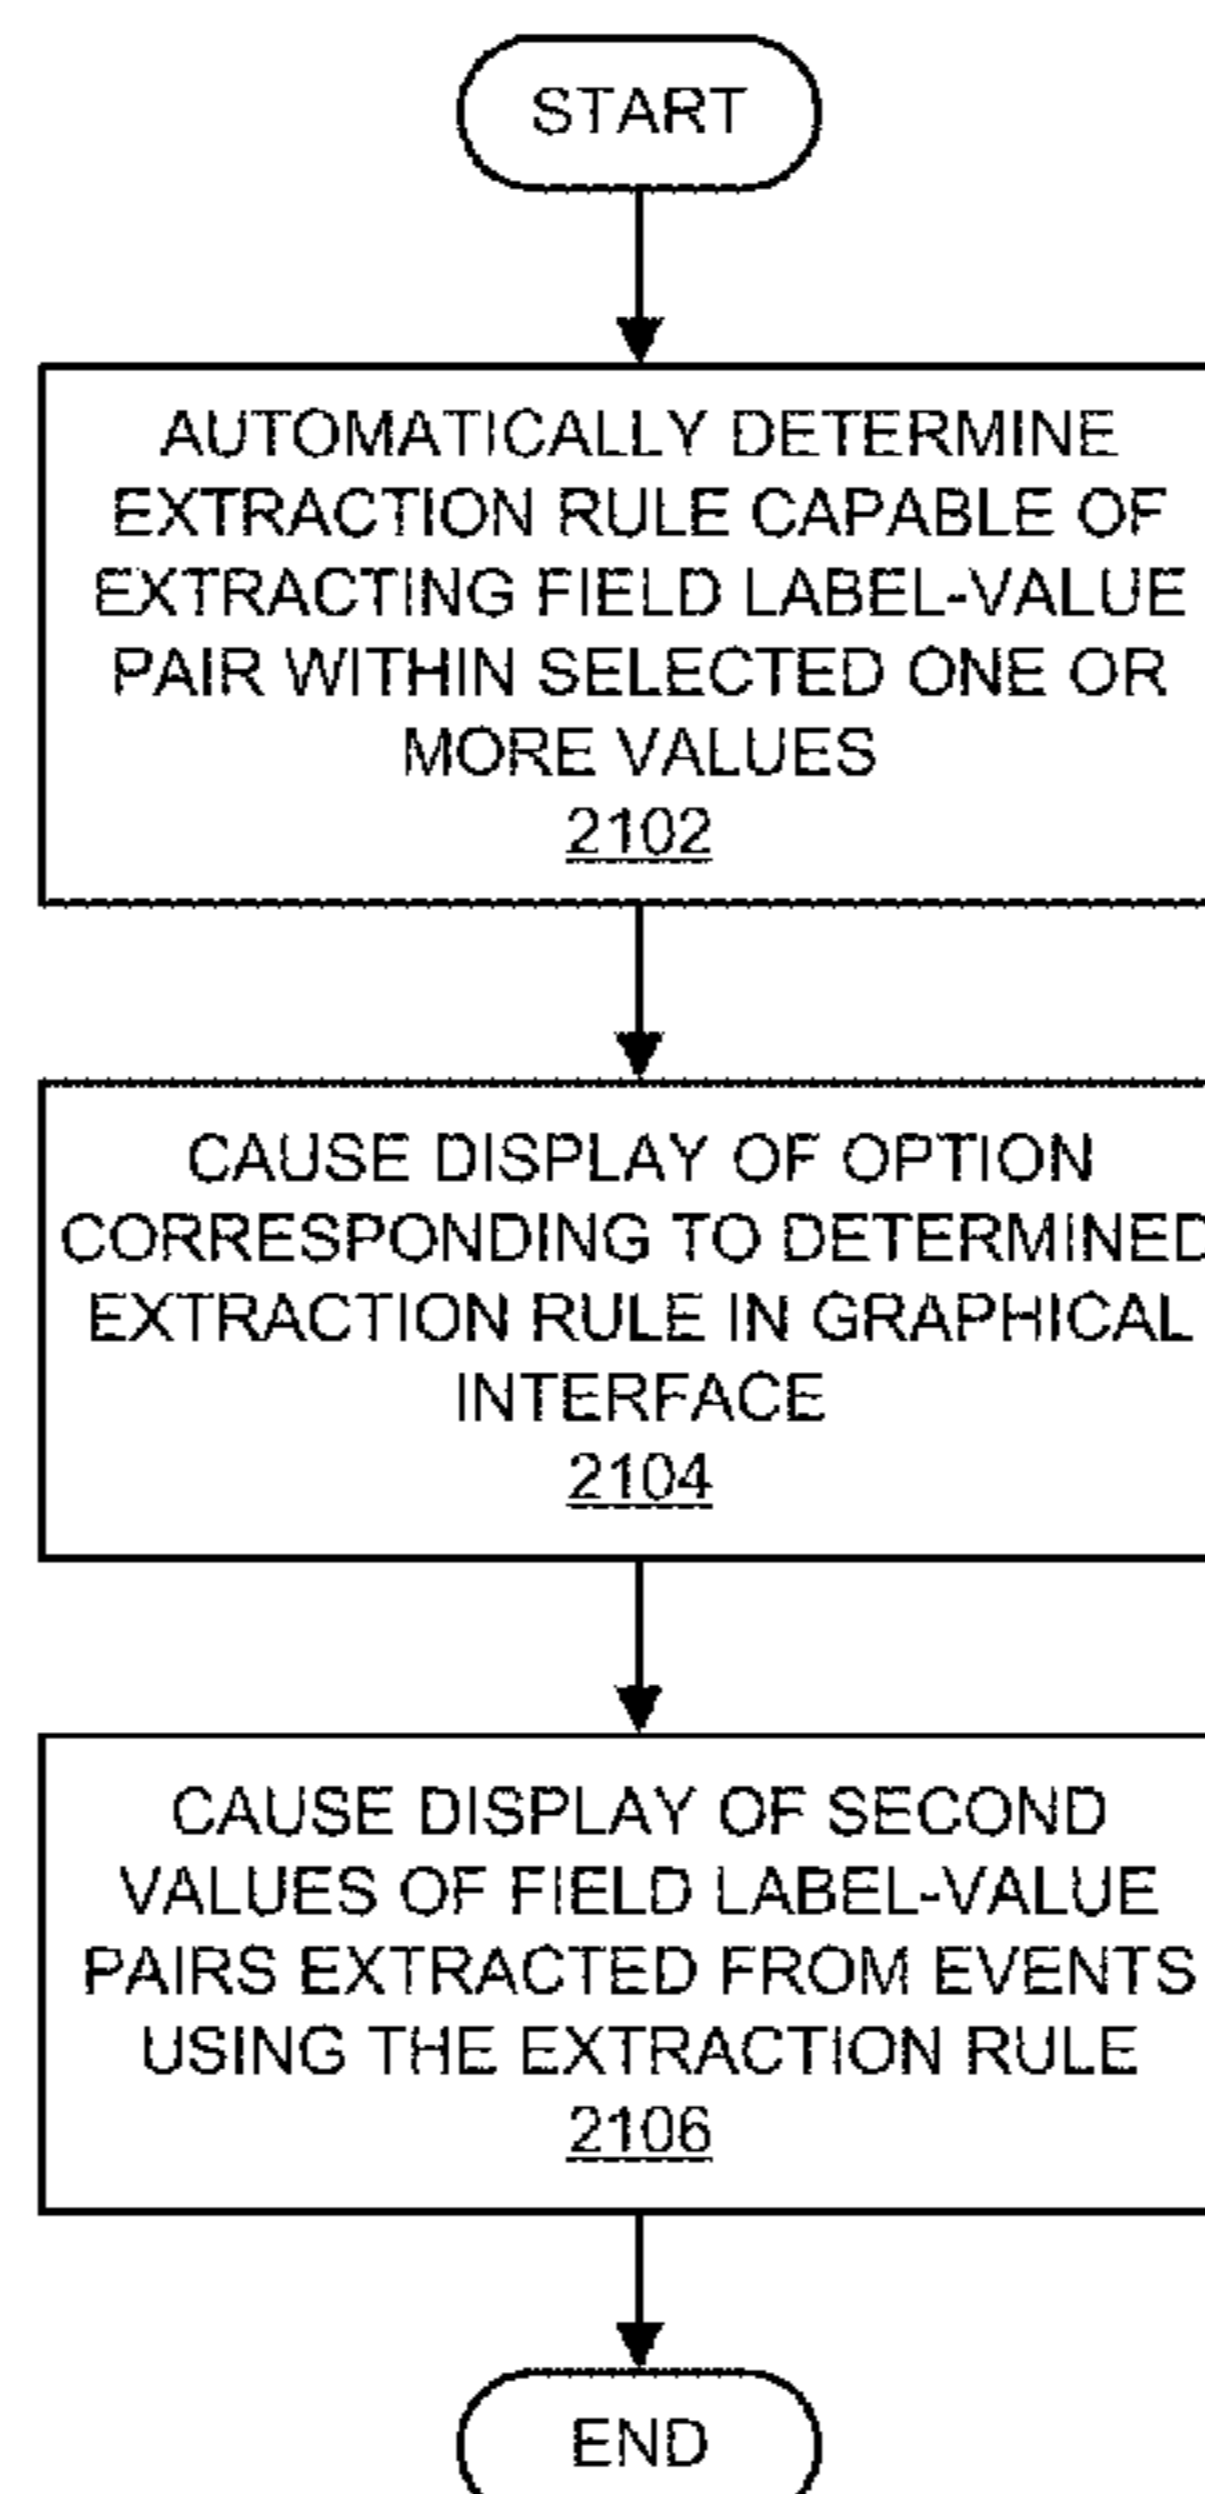 START
AUTOMATICALLY DETERMINE
EXTRACTION RULE CAPABLE OF
EXTRACTING FIELD LABEL-VALUE
PAIR WITHIN SELECTED ONE OR
MORE VALUES
2102
CAUSE DISPLAY OF OPTION
CORRESPONDING TO DETERMINED
EXTRACTION RULE IN GRAPHICAL
INTERFACE
2104
CAUSE DISPLAY OF SECOND
VALUES OF FIELD LABEL-VALUE
PAIRS EXTRACTED FROM EVENTS
USING THE EXTRACTION RULE
2106
END